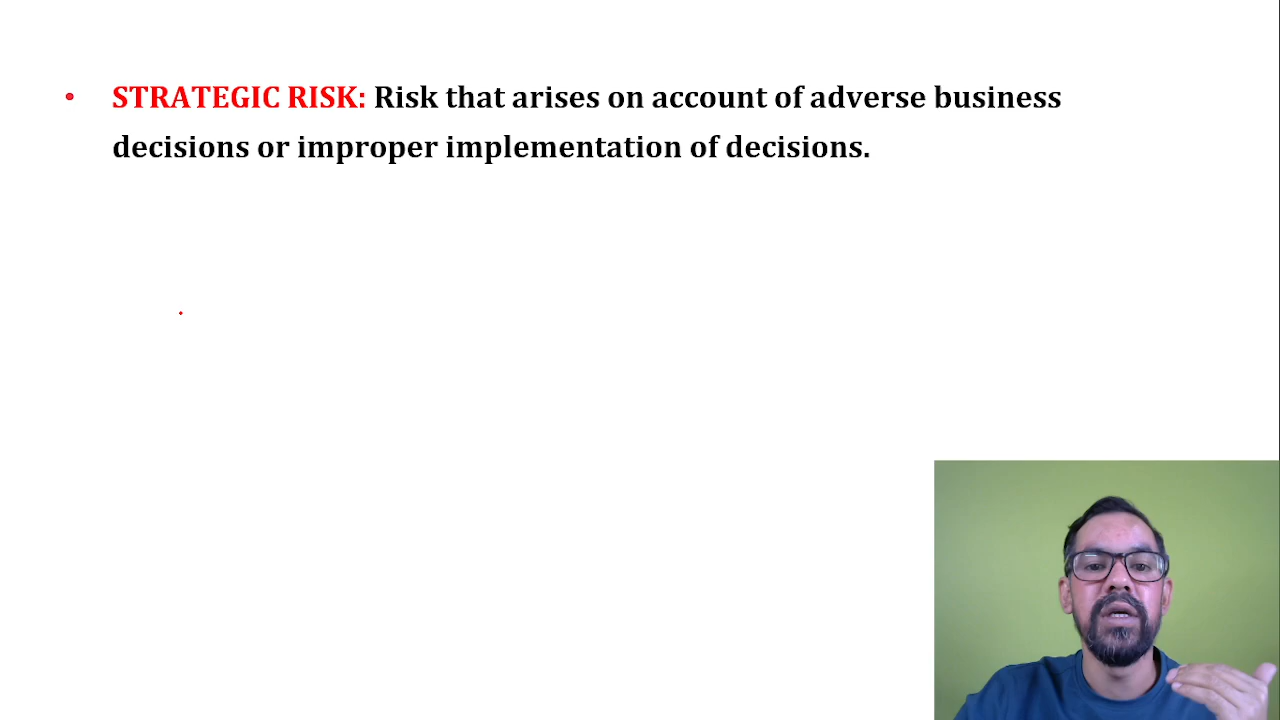 • STRATEGIC RISK: Risk that arises on account of adverse business
decisions or improper implementation of decisions.